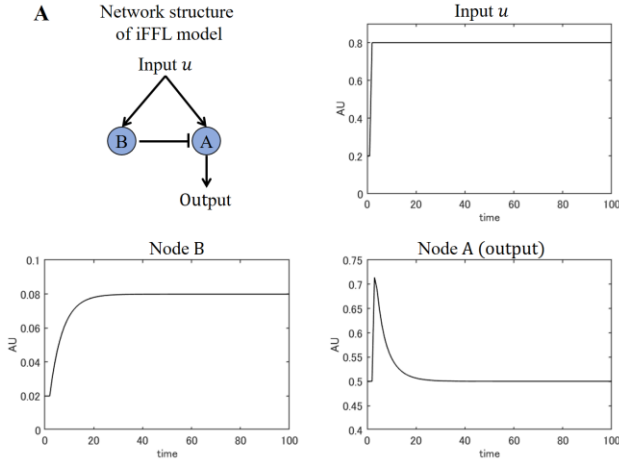 A
Network structure
of iFFL model
Input u
B
A
Output
Input u
AU
1
0.8
0.6
0.4
0.2
0
0 20 40 60 80 100
time
Node B
AU
0.1
0.08
0.06
0.04
0.02
0
0 20 40 60 80 100
time
Node A (output)
AU
0.75
0.7
0.65
0.6
0.55
0.5
0.45
0.4
0 20 40 60 80 100
time